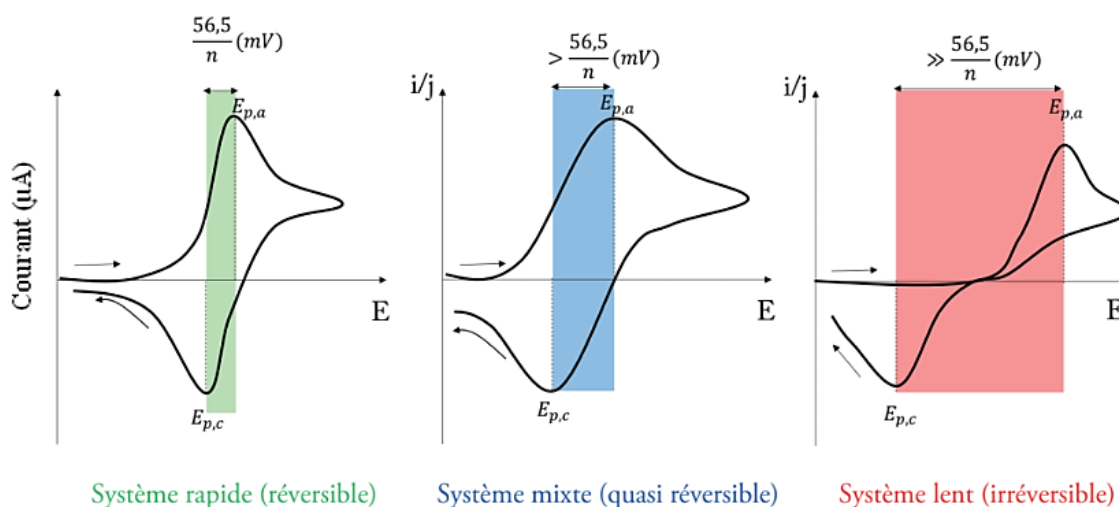 56,5/n (mV)
> 56,5/n (mV)
≫ 56,5/n (mV)
E_{p,a}
i/j
E_{p,a}
i/j
E_{p,a}
Courant (µA)
E
E
E
E_{p,c}
E_{p,c}
E_{p,c}
Système rapide (réversible)
Système mixte (quasi réversible)
Système lent (irréversible)